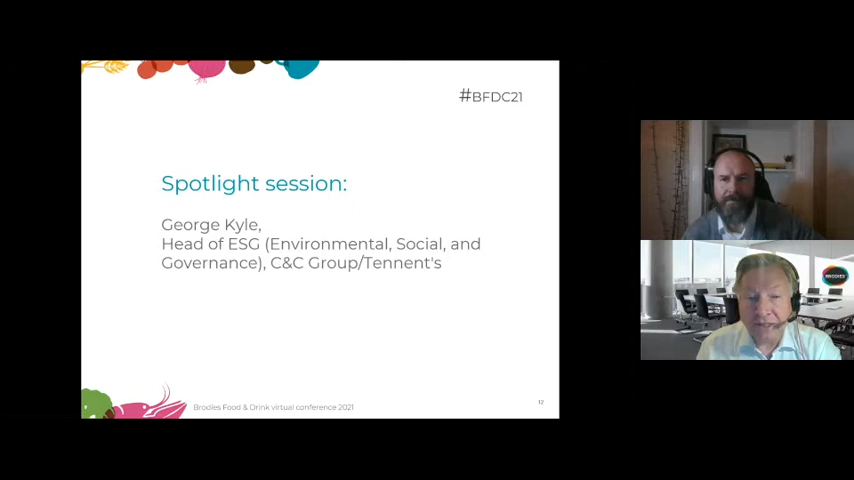 #BFDC21
Spotlight session:
George Kyle,
Head of ESG (Environmental, Social, and
Governance), C&C Group/Tennent's
BRODIES
Brodies Food & Drink virtual conference 2021
12